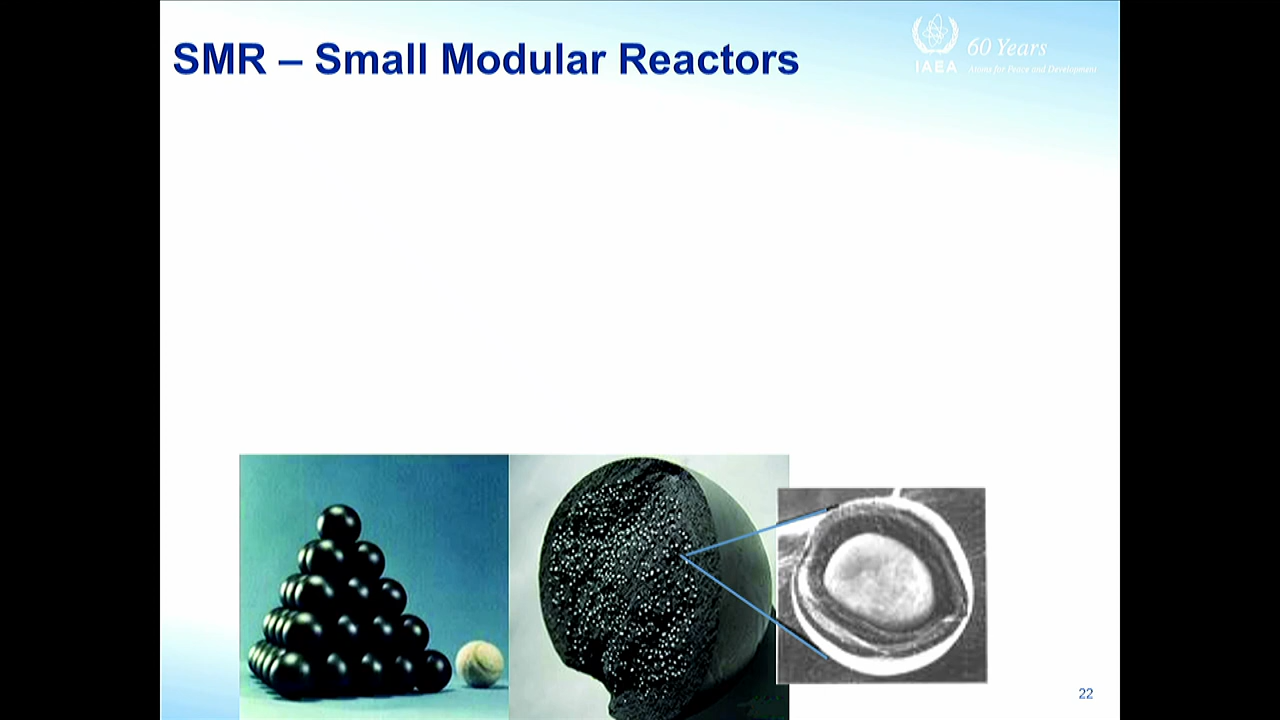 SMR – Small Modular Reactors
60 Years
IAEA
Atoms for Peace and Development
22